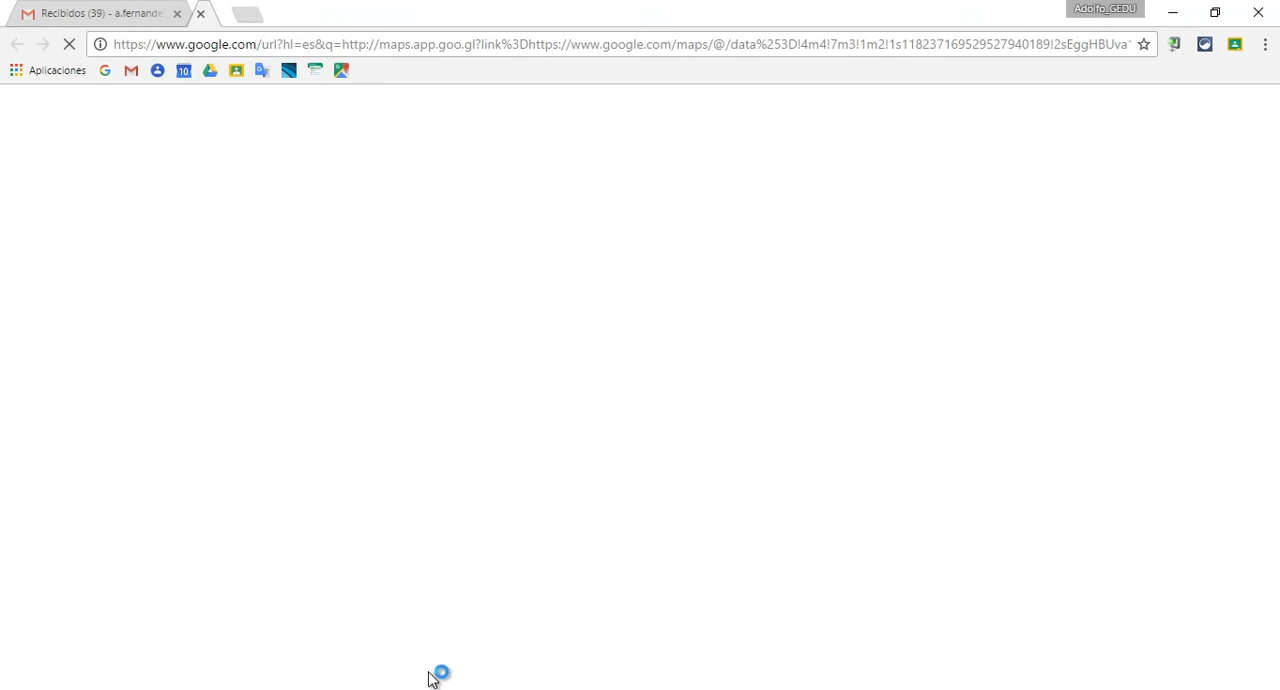 Recibidos (39) - a.fernande
Adolfo_GEDU
https://www.google.com/url?hl=es&q=http://maps.app.goo.gl?link%3Dhttps://www.google.com/maps/@/data%253D!4m4!7m3!1m2!1s118237169529527940189!2sEggHBUva
Aplicaciones
10